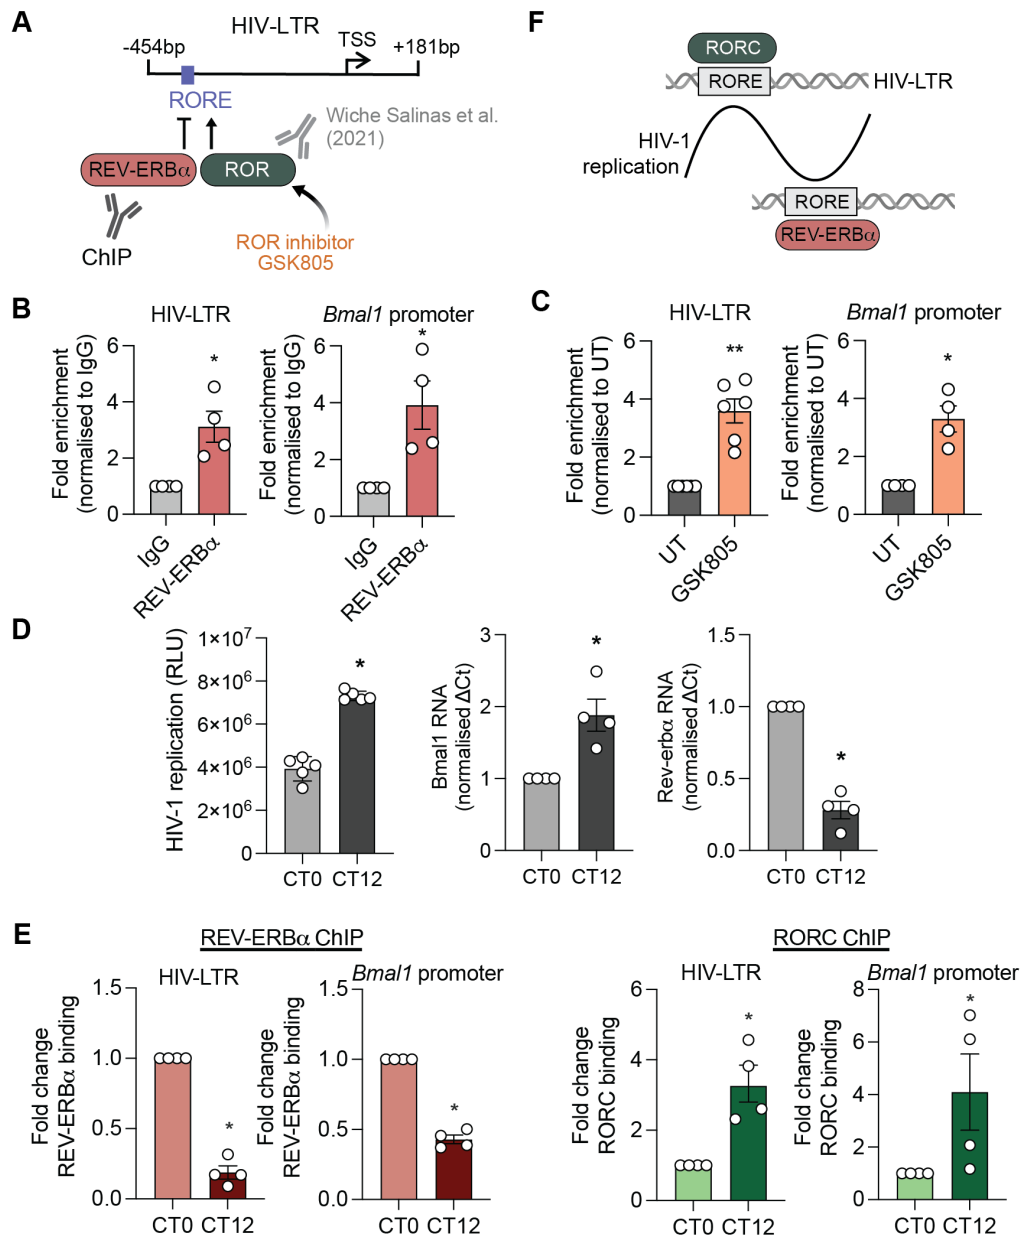 A
HIV-LTR
-454bp
TSS
+181bp
RORE
Wiche Salinas et al.
(2021)
REV-ERBα
ROR
ChIP
ROR inhibitor
GSK805
F
RORC
RORE
HIV-LTR
HIV-1
replication
RORE
REV-ERBα
B
HIV-LTR
Fold enrichment
(normalised to IgG)
6
4
2
0
*
IgG
REV-ERBα
Bmal1 promoter
Fold enrichment
(normalised to IgG)
6
4
2
0
*
IgG
REV-ERBα
C
HIV-LTR
Fold enrichment
(normalised to UT)
6
4
2
0
**
UT
GSK805
Bmal1 promoter
Fold enrichment
(normalised to UT)
6
4
2
0
*
UT
GSK805
D
HIV-1 replication (RLU)
1×10⁷
8×10⁶
6×10⁶
4×10⁶
2×10⁶
0
*
CT0 CT12
Bmal1 RNA
(normalised ΔCt)
3
2
1
0
*
CT0 CT12
Rev-erbα RNA
(normalised ΔCt)
1.5
1.0
0.5
0.0
*
CT0 CT12
E
REV-ERBα ChIP
HIV-LTR
Fold change
REV-ERBα binding
1.5
1.0
0.5
0.0
*
CT0 CT12
Bmal1 promoter
Fold change
REV-ERBα binding
1.5
1.0
0.5
0.0
*
CT0 CT12
RORC ChIP
HIV-LTR
Fold change
RORC binding
6
4
2
0
*
CT0 CT12
Bmal1 promoter
Fold change
RORC binding
8
6
4
2
0
*
CT0 CT12